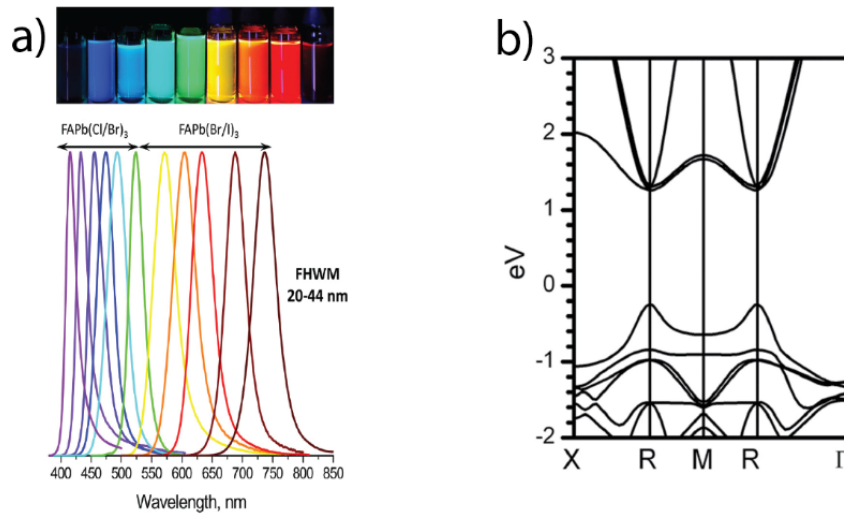 a)
FAPb(Cl/Br)3 FAPb(Br/I)3
FHWM
20-44 nm
400 450 500 550 600 650 700 750 800 850
Wavelength, nm
b)
3
2
1
0
-1
-2
eV
X R M R Γ